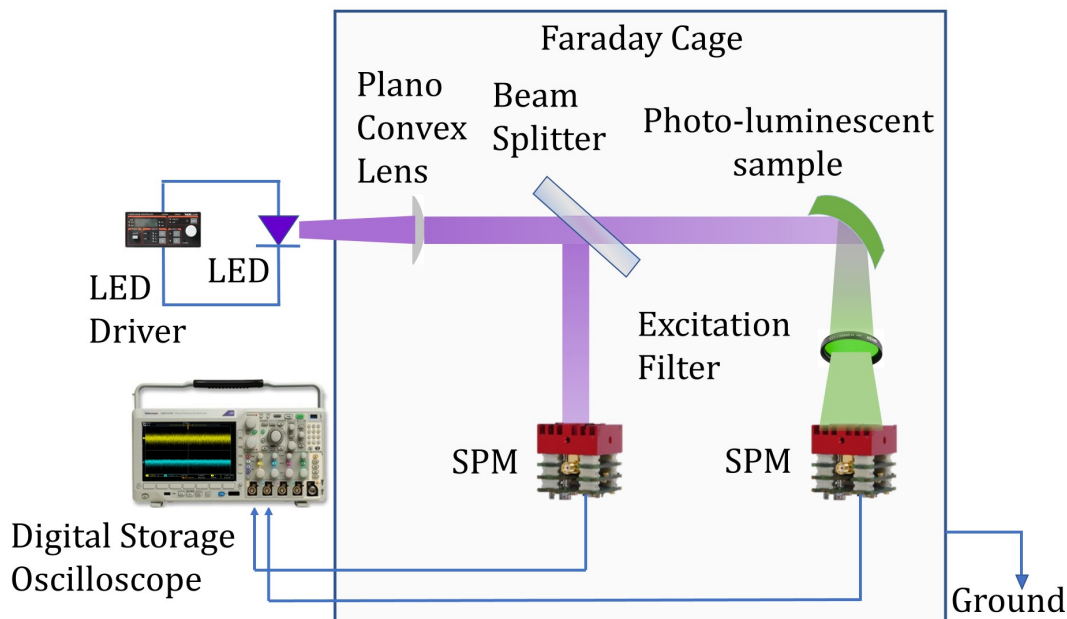 Faraday Cage
Plano
Convex
Lens
Beam
Splitter
Photo-luminescent
sample
LED
LED
Driver
Excitation
Filter
SPM
SPM
Digital Storage
Oscilloscope
Ground